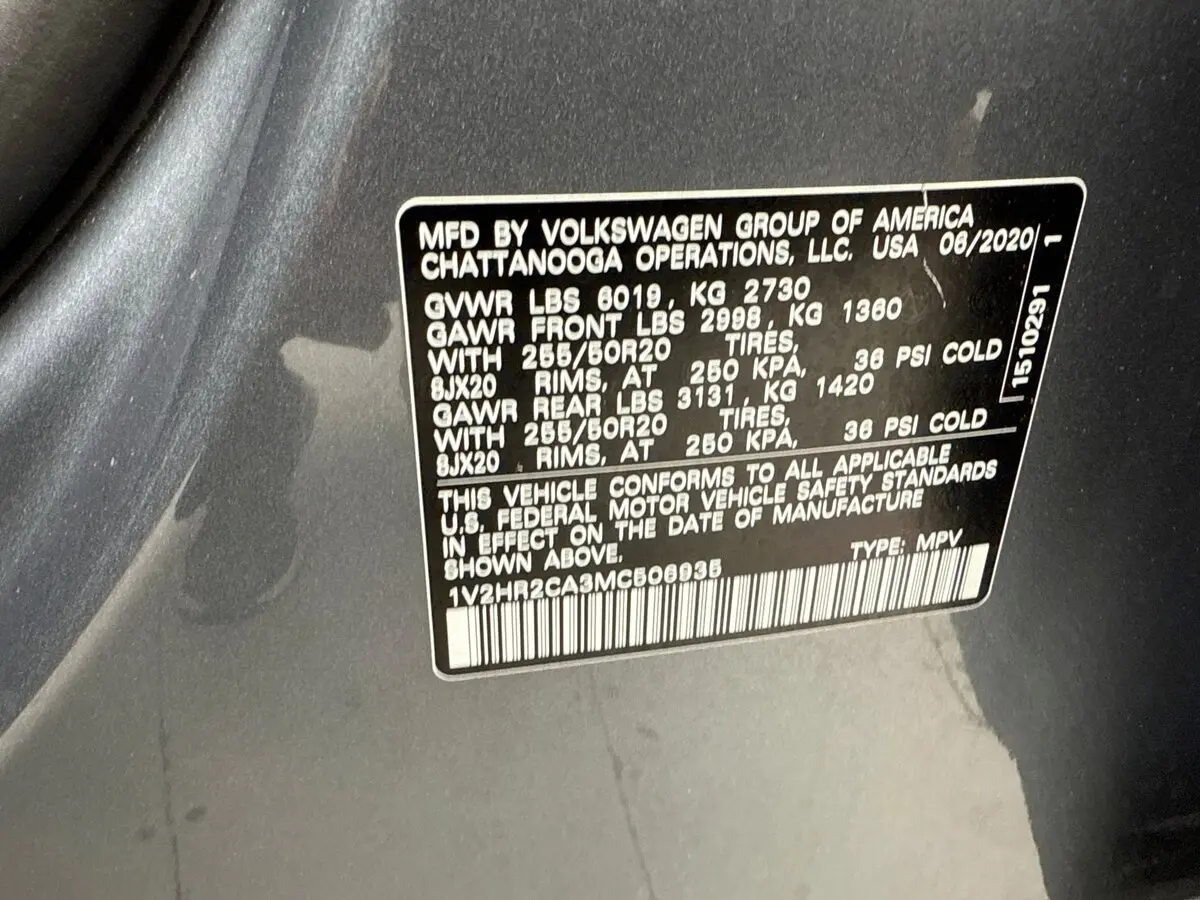 MFD BY VOLKSWAGEN GROUP OF AMERICA
CHATTANOOGA OPERATIONS, LLC. USA 06/2020
GVWR LBS 6019, KG 2730
GAWR FRONT LBS 2998, KG 1360
WITH 255/50R20 TIRES,
8JX20 RIMS, AT 250 KPA, 36 PSI COLD
GAWR REAR LBS 3131, KG 1420
WITH 255/50R20 TIRES,
8JX20 RIMS, AT 250 KPA, 36 PSI COLD
1510291 1
THIS VEHICLE CONFORMS TO ALL APPLICABLE
U.S. FEDERAL MOTOR VEHICLE SAFETY STANDARDS
IN EFFECT ON THE DATE OF MANUFACTURE
SHOWN ABOVE.
1V2HR2CA3MC506935 TYPE: MPV